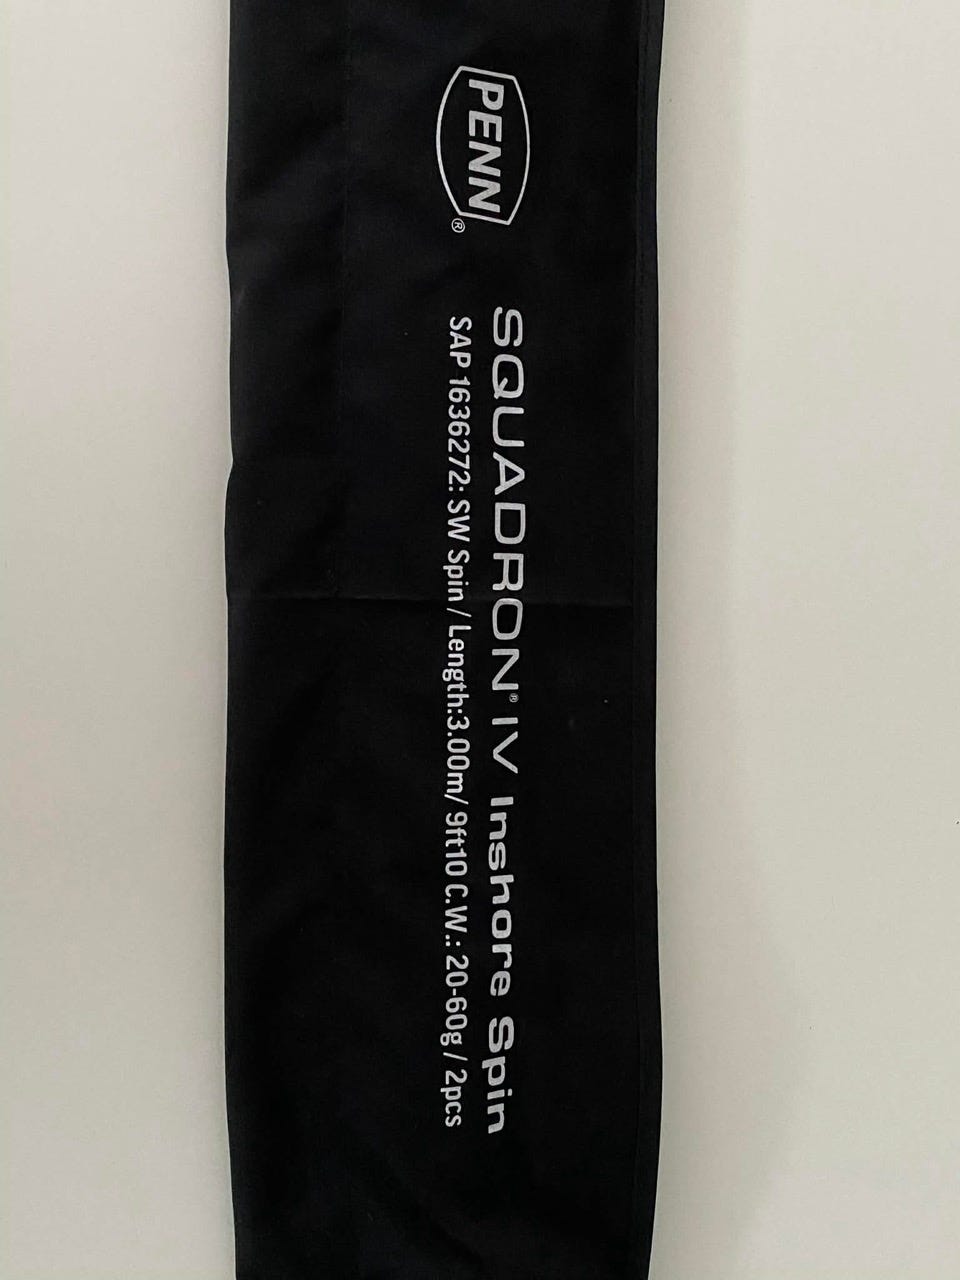 PENN®
SQUADRON® IV Inshore Spin
SAP 1636272: SW Spin / Length:3.00m/ 9ft10 C.W.: 20-60g / 2pcs